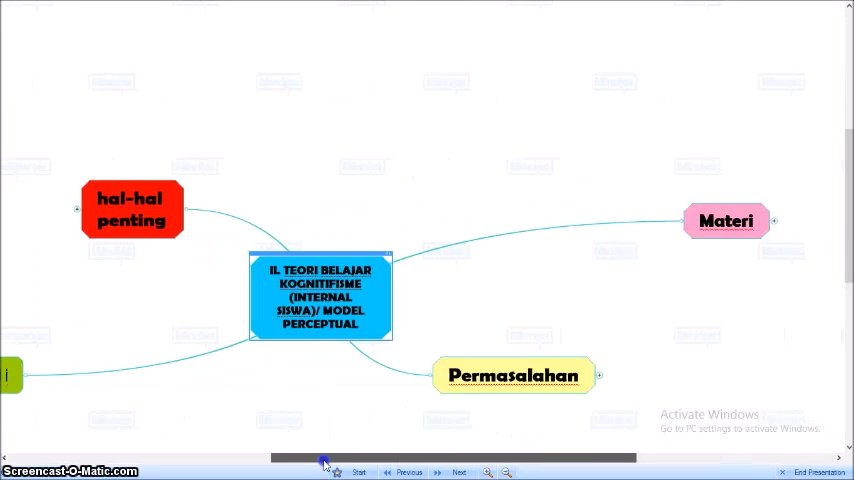 hal-hal
penting
Materi
II. TEORI BELAJAR
KOGNITIFISME
(INTERNAL
SISWA)/ MODEL
PERCEPTUAL
i
Permasalahan
Activate Windows
Go to PC settings to activate Windows.
Screencast-O-Matic.com
Start
Previous
Next
End Presentation